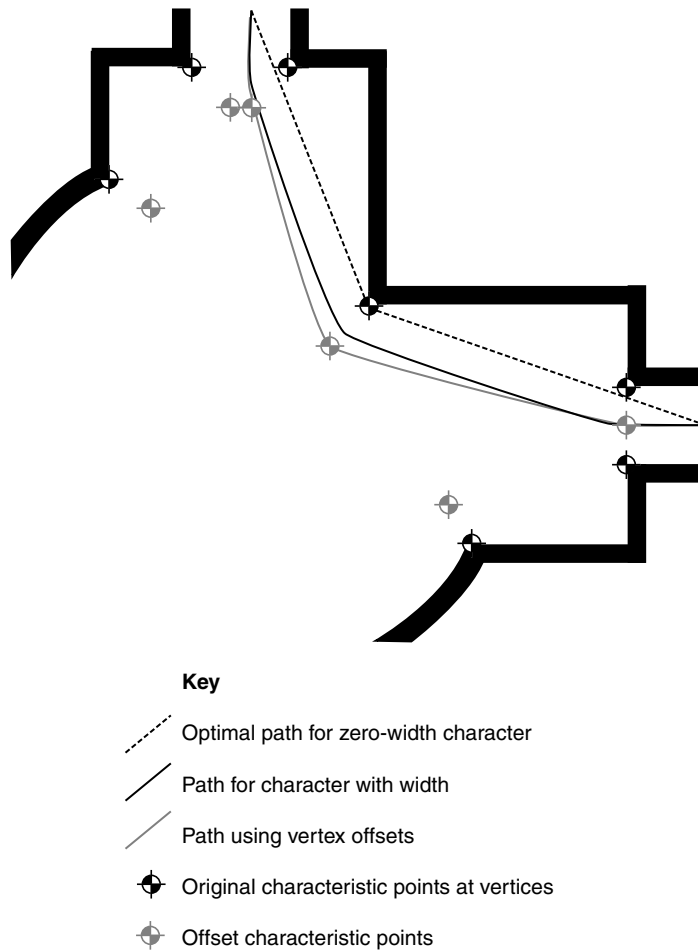 Key
Optimal path for zero-width character
Path for character with width
Path using vertex offsets
Original characteristic points at vertices
Offset characteristic points